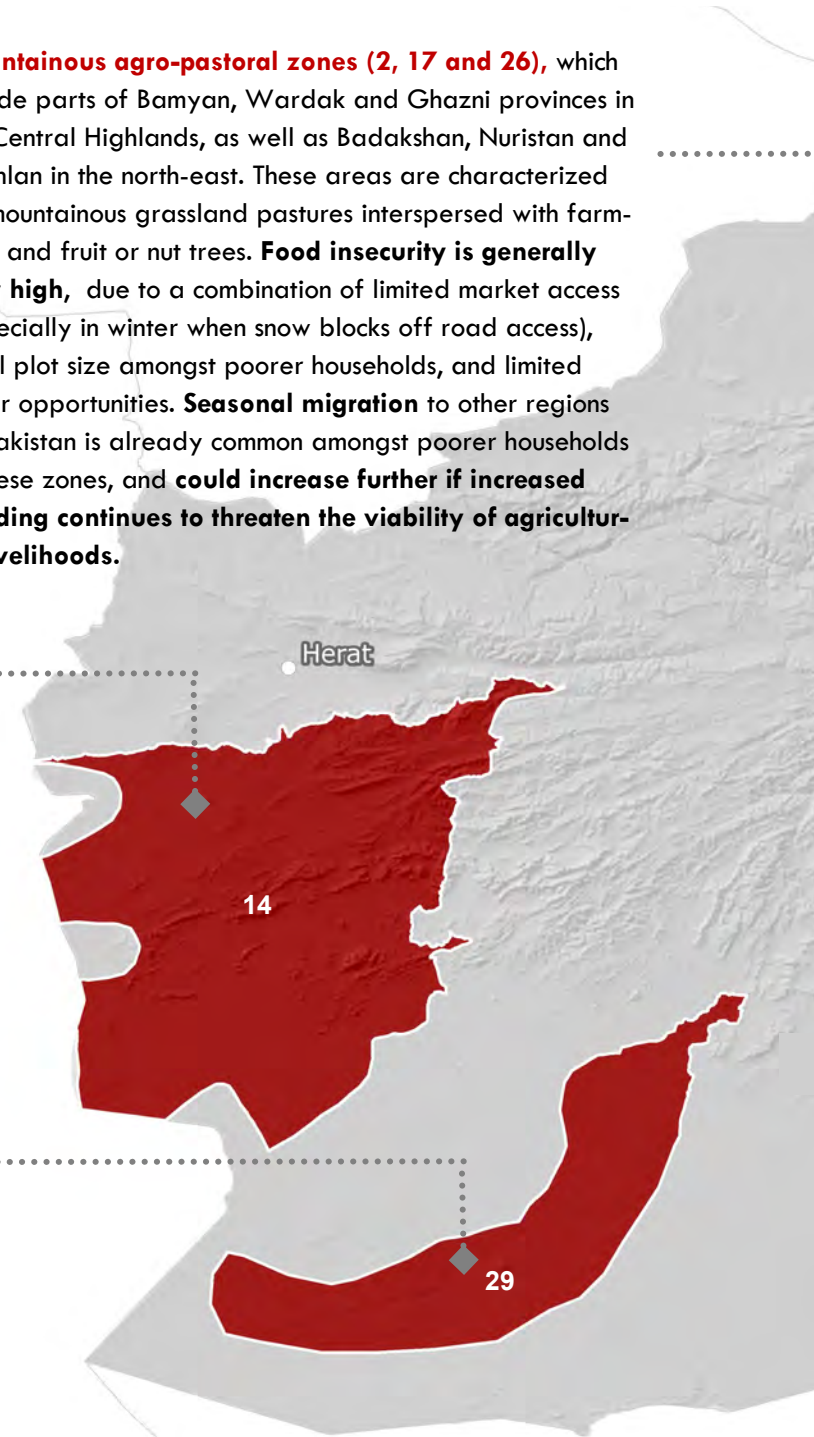 ntainous agro-pastoral zones (2, 17 and 26), which
de parts of Bamyan, Wardak and Ghazni provinces in
Central Highlands, as well as Badakshan, Nuristan and
hlan in the north-east. These areas are characterized
mountainous grassland pastures interspersed with farm-
and fruit or nut trees. Food insecurity is generally
high, due to a combination of limited market access
ecially in winter when snow blocks off road access),
l plot size amongst poorer households, and limited
r opportunities. Seasonal migration to other regions
akistan is already common amongst poorer households
ese zones, and could increase further if increased
ding continues to threaten the viability of agricultur-
velihoods.
Herat
14
29